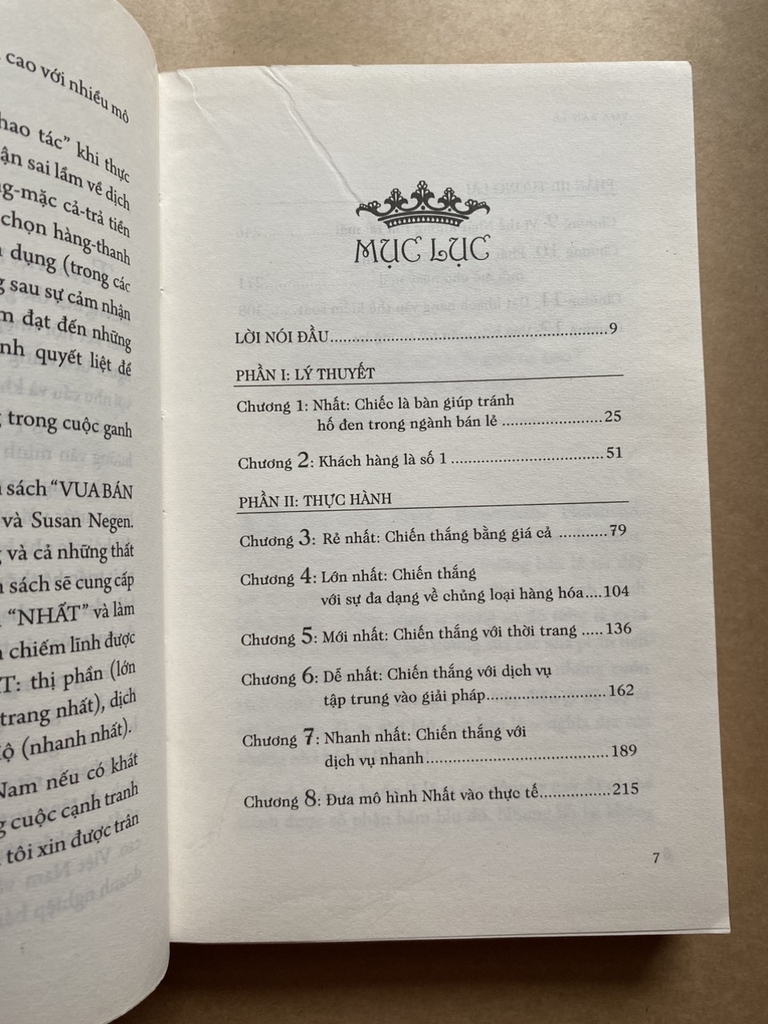 cao với nhiều mô
hao tác” khi thực
ận sai lầm về dịch
g-mặc cả-trả tiền
chọn hàng-thanh
dụng (trong các
g sau sự cảm nhận
m đạt đến những
nh quyết liệt để
trong cuộc ganh
sách “VUA BÁN
và Susan Negen.
g và cả những thất
sách sẽ cung cấp
“NHẤT” và làm
chiếm lĩnh được
T: thị phần (lớn
trang nhất), dịch
độ (nhanh nhất).
Nam nếu có khát
g cuộc cạnh tranh
tôi xin được trân
MỤC LỤC
LỜI NÓI ĐẦU..........9
PHẦN I: LÝ THUYẾT
Chương 1: Nhất: Chiếc là bàn giúp tránh
hố đen trong ngành bán lẻ ..........25
Chương 2: Khách hàng là số 1 ..........51
PHẦN II: THỰC HÀNH
Chương 3: Rẻ nhất: Chiến thắng bằng giá cả ...........79
Chương 4: Lớn nhất: Chiến thắng
với sự đa dạng về chủng loại hàng hóa....104
Chương 5: Mới nhất: Chiến thắng với thời trang .....136
Chương 6: Dễ nhất: Chiến thắng với dịch vụ
tập trung vào giải pháp..........162
Chương 7: Nhanh nhất: Chiến thắng với
dịch vụ nhanh..........189
Chương 8: Đưa mô hình Nhất vào thực tế..........215
7